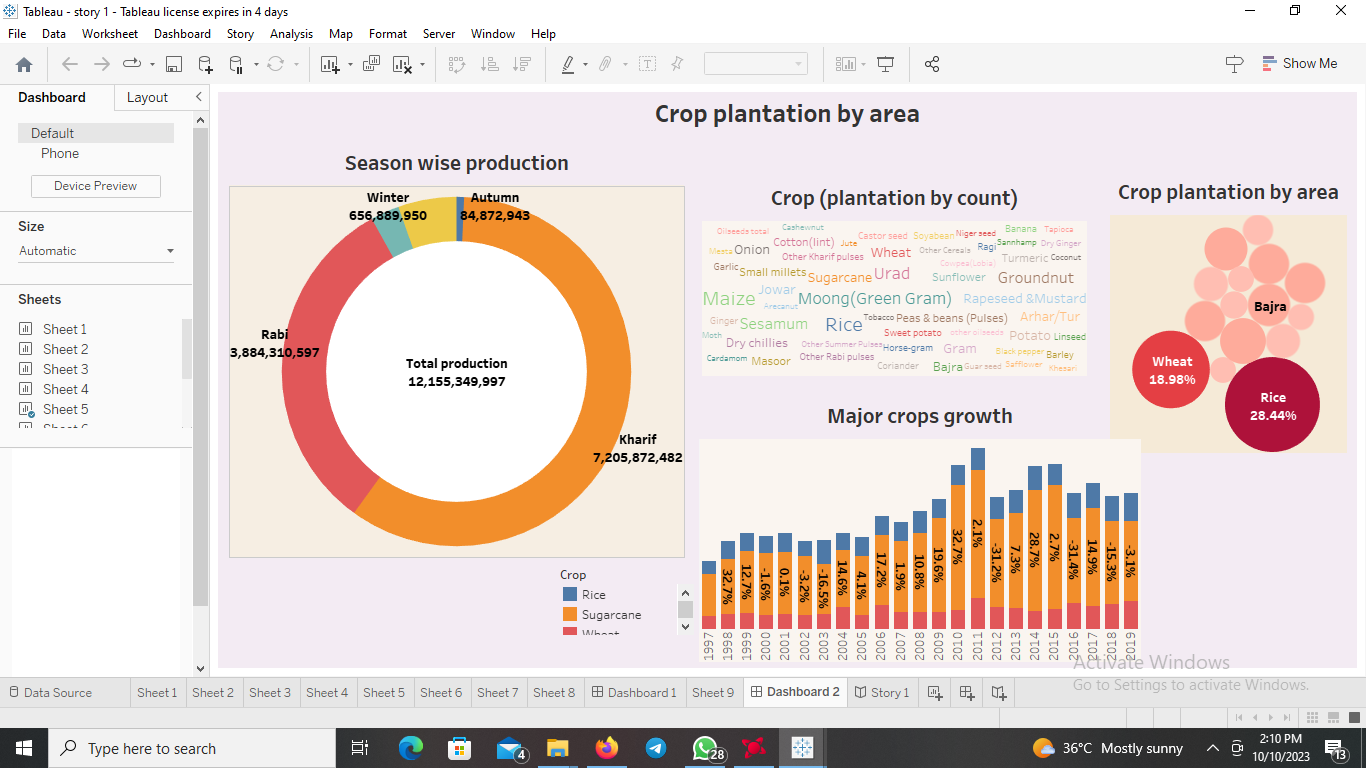 Tableau - story 1 - Tableau license expires in 4 days
File Data Worksheet Dashboard Story Analysis Map Format Server Window Help
Show Me
Dashboard Layout
Default
Phone
Device Preview
Size
Automatic
Sheets
Sheet 1
Sheet 2
Sheet 3
Sheet 4
Sheet 5
Crop plantation by area
Season wise production
Winter
656,889,950
Autumn
84,872,943
Rabi
3,884,310,597
Total production
12,155,349,997
Kharif
7,205,872,482
Crop
Rice
Sugarcane
Wheat
Crop (plantation by count)
Oilseeds total Cashewnut Castor seed Soyabean Niger seed Banana Tapioca
Mesta Onion Cotton(lint) Jute Wheat Other Cereals Ragi Sannhamp Dry Ginger
Other Kharif pulses Cowpea(Lobia) Turmeric Coconut
Garlic Small millets Sugarcane Urad Sunflower Groundnut
Jowar
Maize Arecanut Moong(Green Gram) Rapeseed &Mustard
Ginger Sesamum Rice Tobacco Peas & beans (Pulses) Arhar/Tur
Moth Dry chillies Other Summer Pulses Sweet potato other oilseeds Potato Linseed
Horse-gram Gram Black pepper Barley
Cardamom Masoor Other Rabi pulses Coriander Bajra Guar seed Safflower Khesari
Crop plantation by area
Bajra
Wheat
18.98%
Rice
28.44%
Major crops growth
32.7% 12.7% -1.6% 0.1% -3.2% -16.5% 14.6% 4.1% 17.2% 1.9% 10.8% 19.6% 32.7% 2.1% -31.2% 7.3% 28.7% 2.7% -31.4% 14.9% -15.3% -3.1%
1997 1998 1999 2000 2001 2002 2003 2004 2005 2006 2007 2008 2009 2010 2011 2012 2013 2014 2015 2016 2017 2018 2019
Activate Windows
Go to Settings to activate Windows.
Data Source Sheet 1 Sheet 2 Sheet 3 Sheet 4 Sheet 5 Sheet 6 Sheet 7 Sheet 8 Dashboard 1 Sheet 9 Dashboard 2 Story 1
Type here to search
4
28
36°C Mostly sunny
2:10 PM
10/10/2023
13